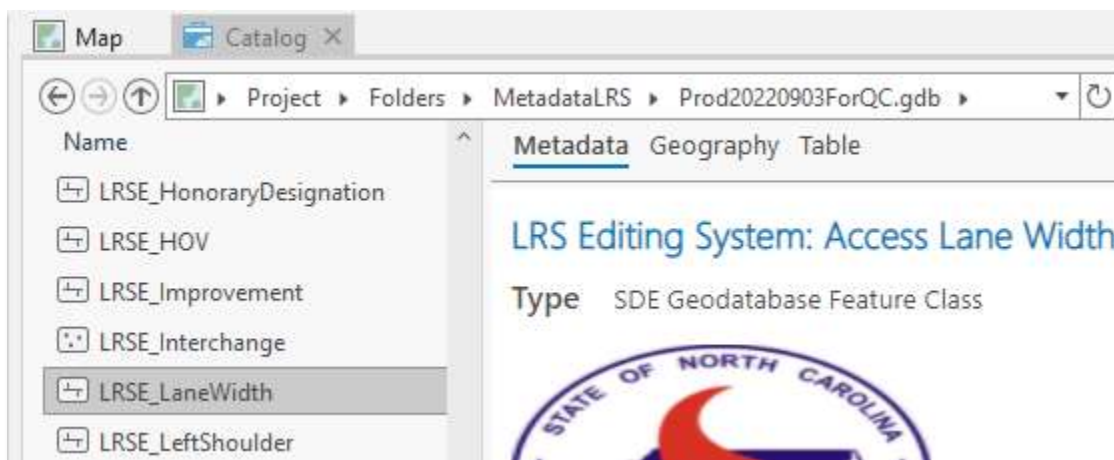 Map Catalog
Project Folders MetadataLRS Prod20220903ForQC.gdb
Name
LRSE_HonoraryDesignation
LRSE_HOV
LRSE_Improvement
LRSE_Interchange
LRSE_LaneWidth
LRSE_LeftShoulder
Metadata Geography Table
LRS Editing System: Access Lane Width
Type SDE Geodatabase Feature Class
STATE OF NORTH CAROLINA